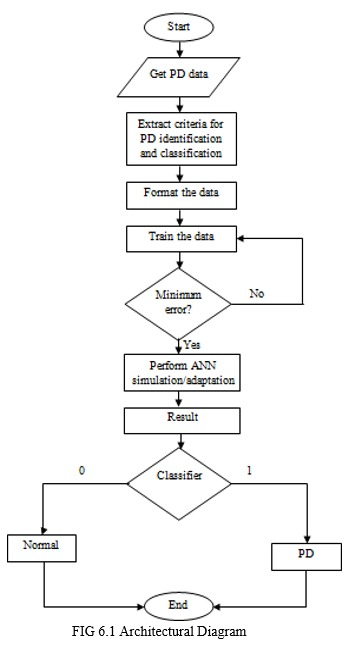 Start
Get PD data
Extract criteria for
PD identification
and classification
Format the data
Train the data
Minimum
error?
No
Yes
Perform ANN
simulation/adaptation
Result
Classifier
0
1
Normal
PD
End
FIG 6.1 Architectural Diagram